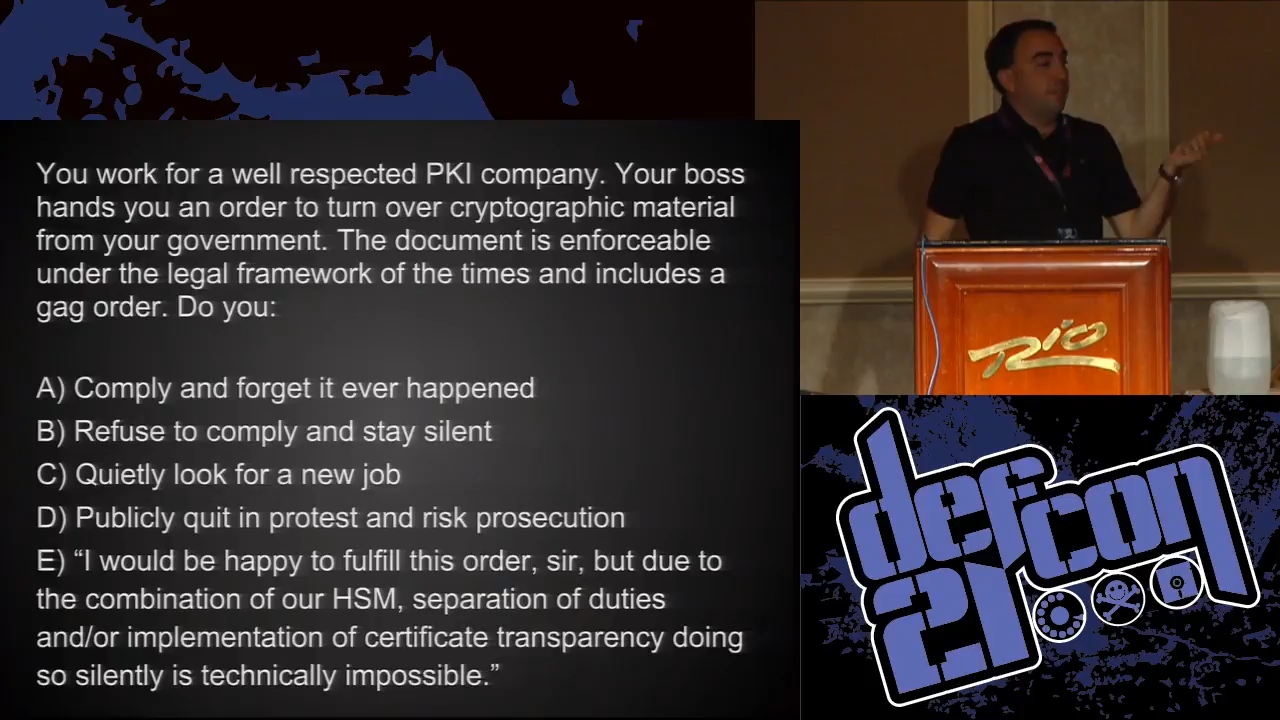 You work for a well respected PKI company. Your boss
hands you an order to turn over cryptographic material
from your government. The document is enforceable
under the legal framework of the times and includes a
gag order. Do you:
A) Comply and forget it ever happened
B) Refuse to comply and stay silent
C) Quietly look for a new job
D) Publicly quit in protest and risk prosecution
E) “I would be happy to fulfill this order, sir, but due to
the combination of our HSM, separation of duties
and/or implementation of certificate transparency doing
so silently is technically impossible.”
Rio
defcon
21